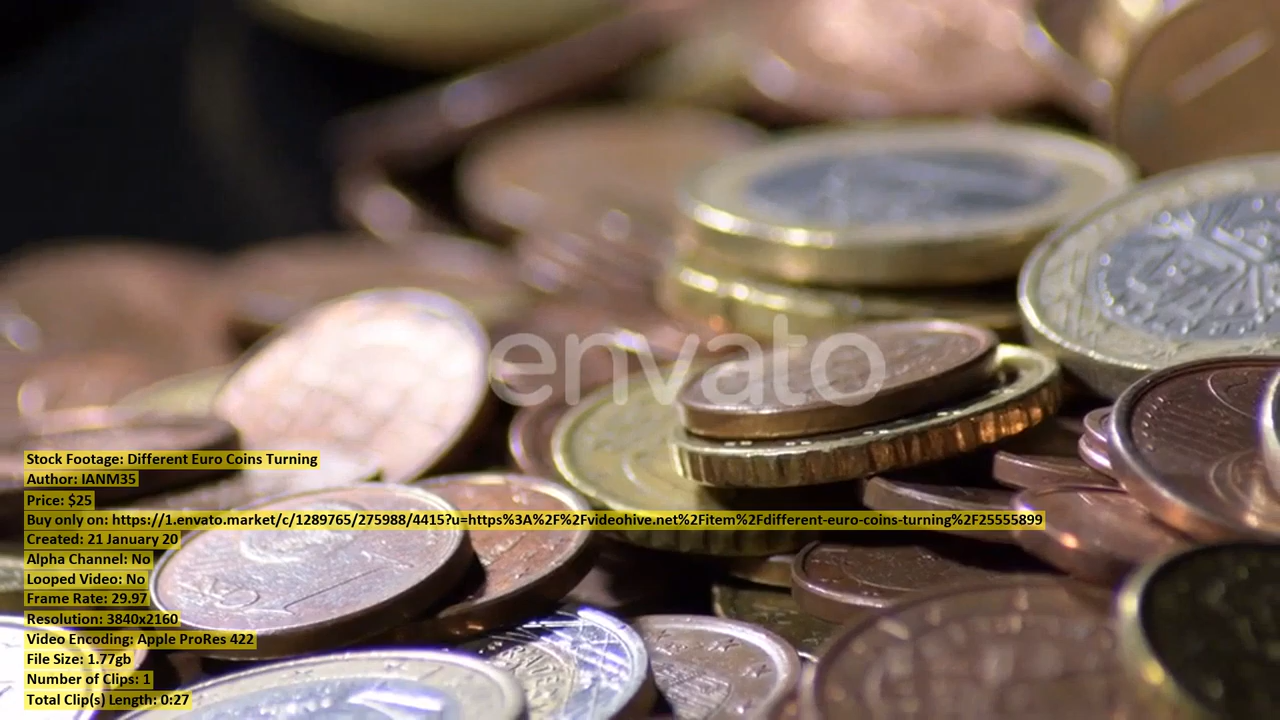 envato
Stock Footage: Different Euro Coins Turning
Author: IANM35
Price: $25
Buy only on: https://1.envato.market/c/1289765/275988/4415?u=https%3A%2F%2Fvideohive.net%2Fitem%2Fdifferent-euro-coins-turning%2F25555899
Created: 21 January 20
Alpha Channel: No
Looped Video: No
Frame Rate: 29.97
Resolution: 3840x2160
Video Encoding: Apple ProRes 422
File Size: 1.77gb
Number of Clips: 1
Total Clip(s) Length: 0:27